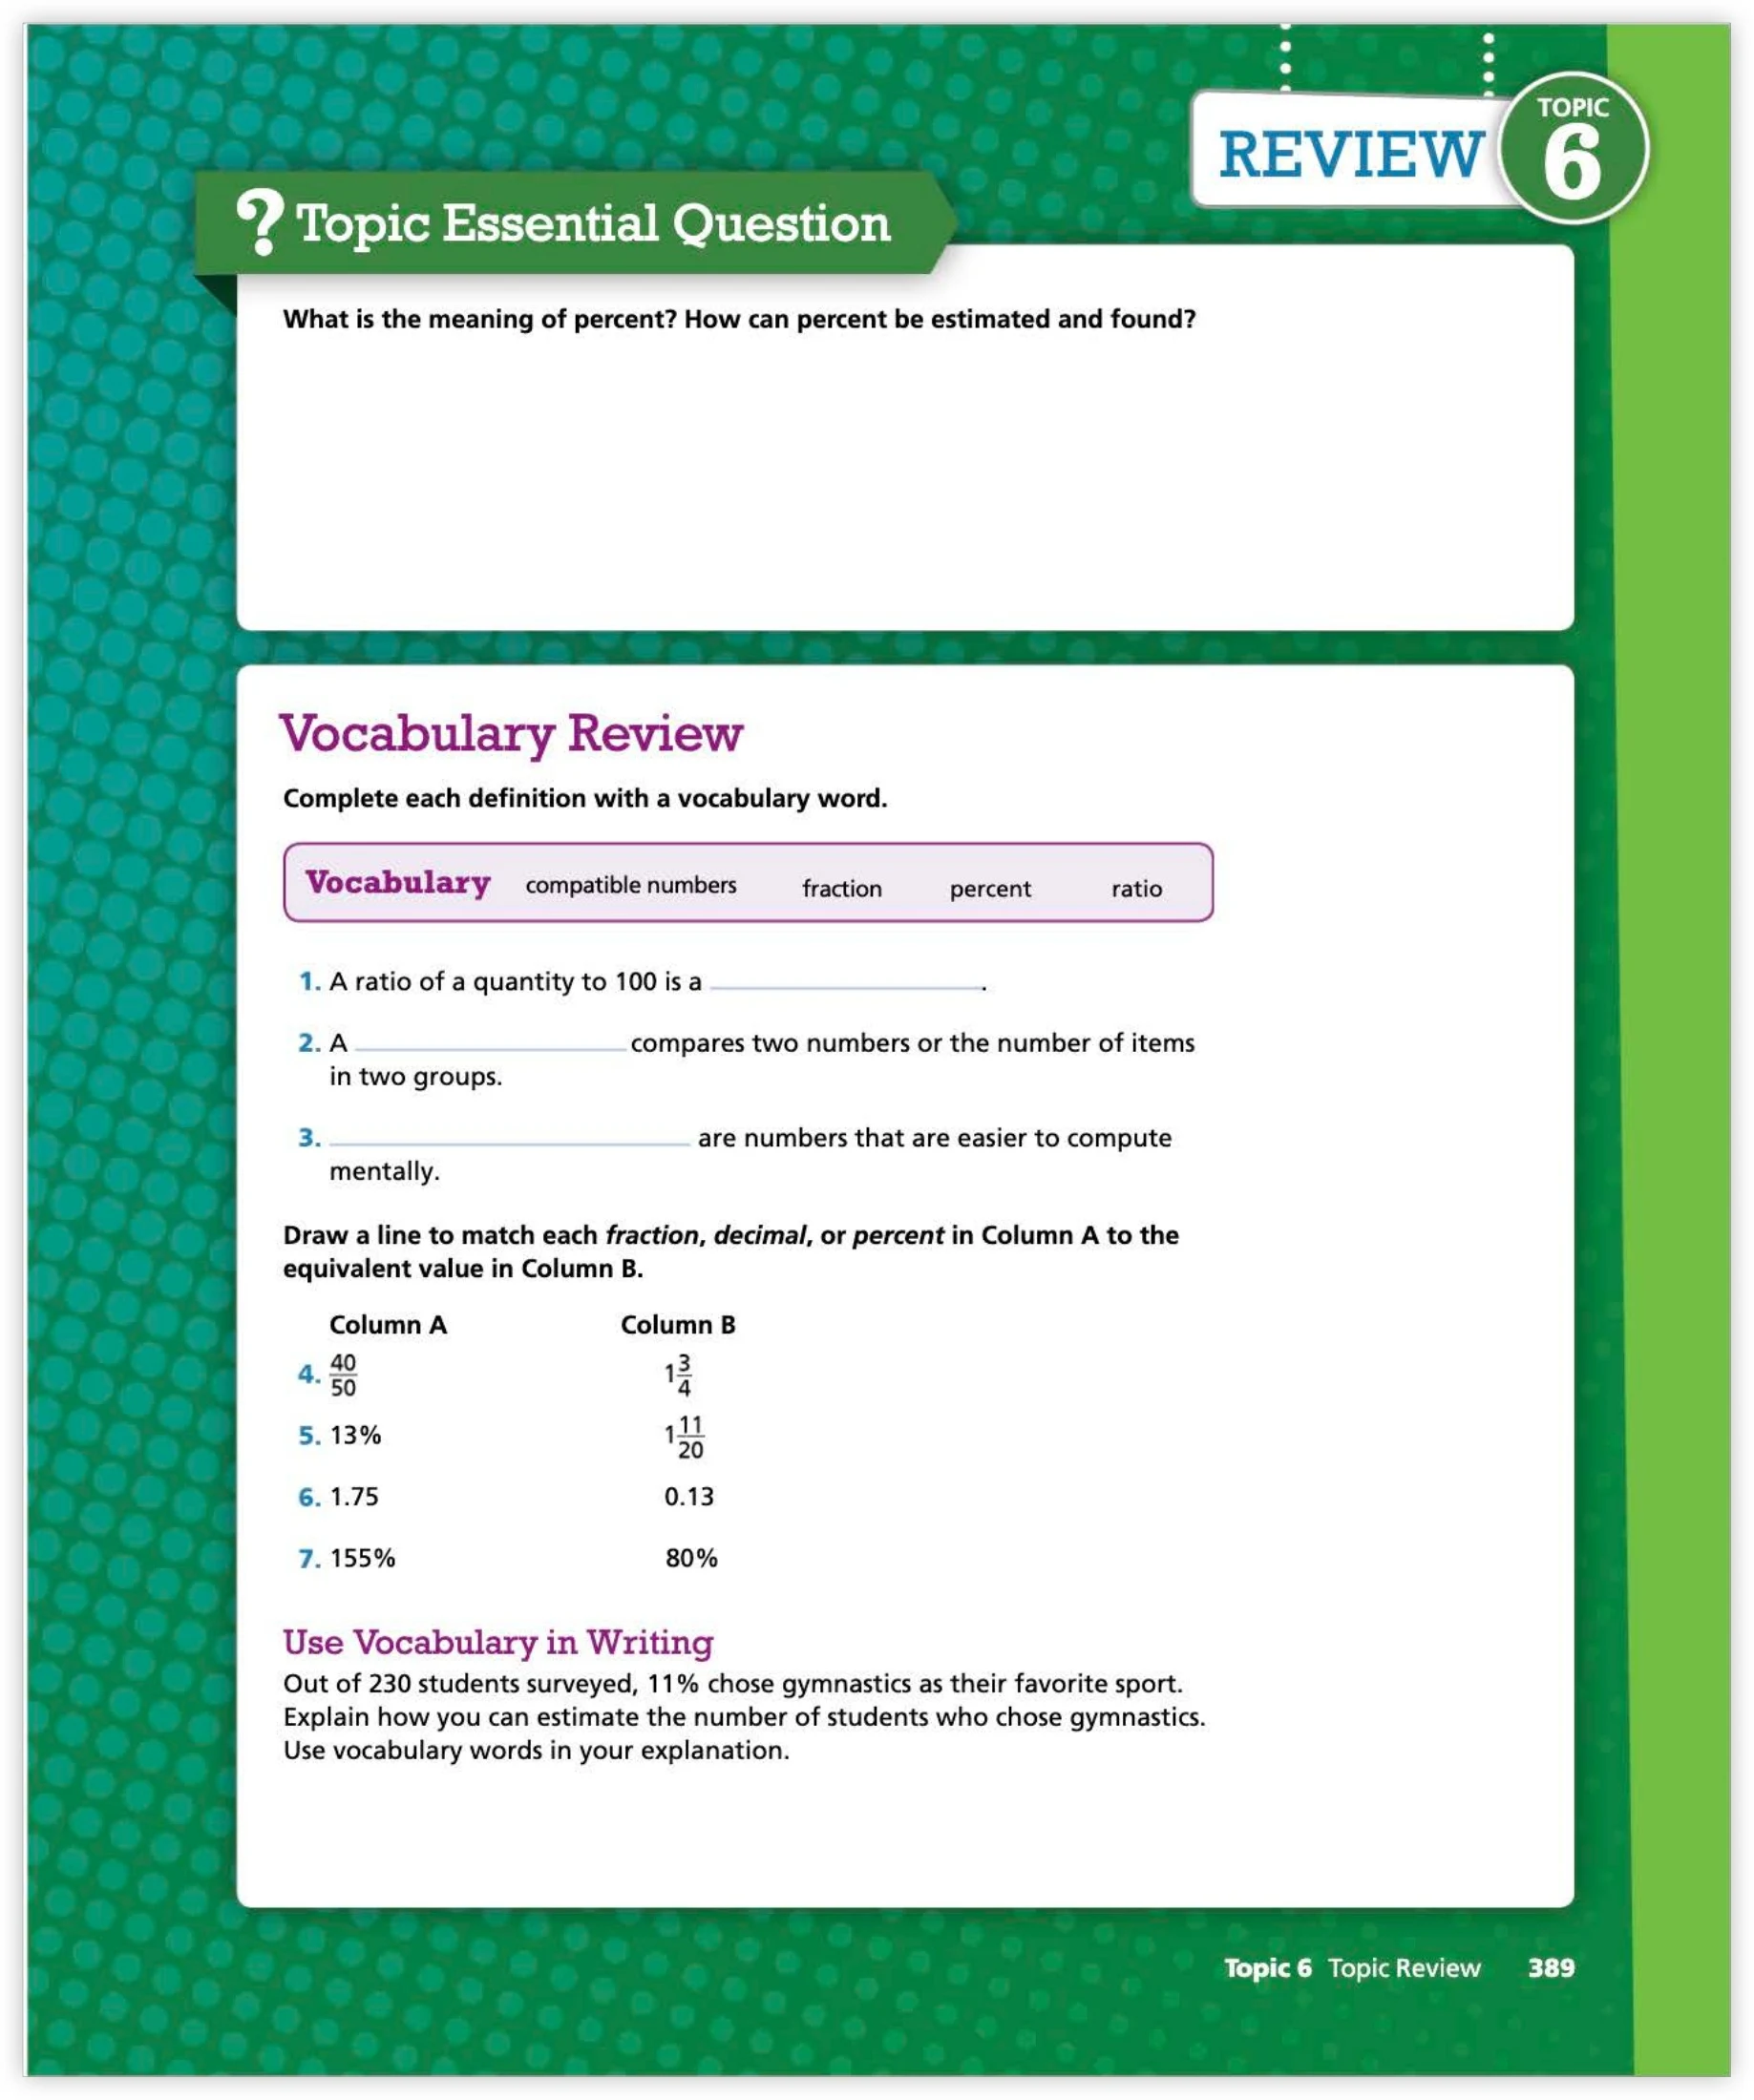 REVIEW
TOPIC
6
? Topic Essential Question
What is the meaning of percent? How can percent be estimated and found?
Vocabulary Review
Complete each definition with a vocabulary word.
Vocabulary compatible numbers fraction percent ratio
1. A ratio of a quantity to 100 is a ______.
2. A ______ compares two numbers or the number of items
in two groups.
3. ______ are numbers that are easier to compute
mentally.
Draw a line to match each fraction, decimal, or percent in Column A to the
equivalent value in Column B.
Column A Column B
4. 40/50 1 3/4
5. 13% 1 11/20
6. 1.75 0.13
7. 155% 80%
Use Vocabulary in Writing
Out of 230 students surveyed, 11% chose gymnastics as their favorite sport.
Explain how you can estimate the number of students who chose gymnastics.
Use vocabulary words in your explanation.
Topic 6 Topic Review 389